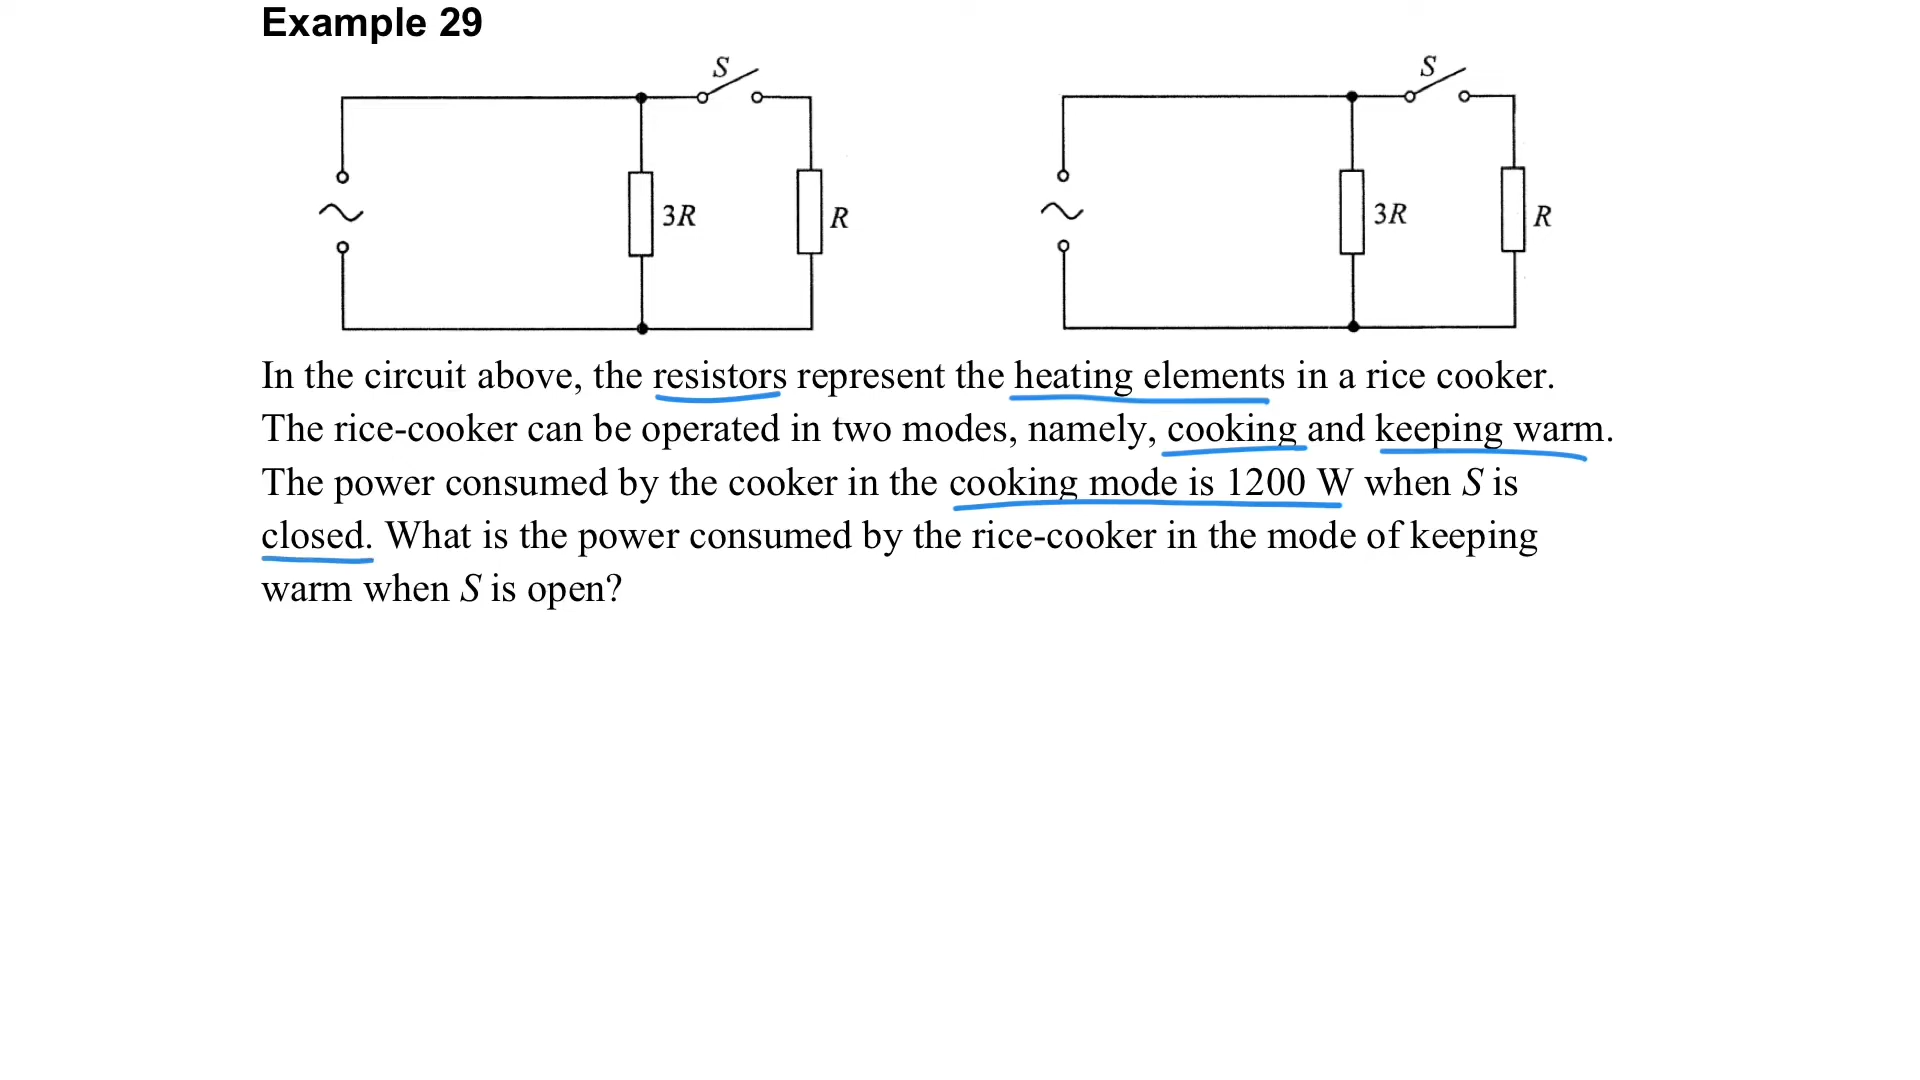 Example 29
S
S
3R
R
3R
R
In the circuit above, the resistors represent the heating elements in a rice cooker.
The rice-cooker can be operated in two modes, namely, cooking and keeping warm.
The power consumed by the cooker in the cooking mode is 1200 W when S is
closed. What is the power consumed by the rice-cooker in the mode of keeping
warm when S is open?